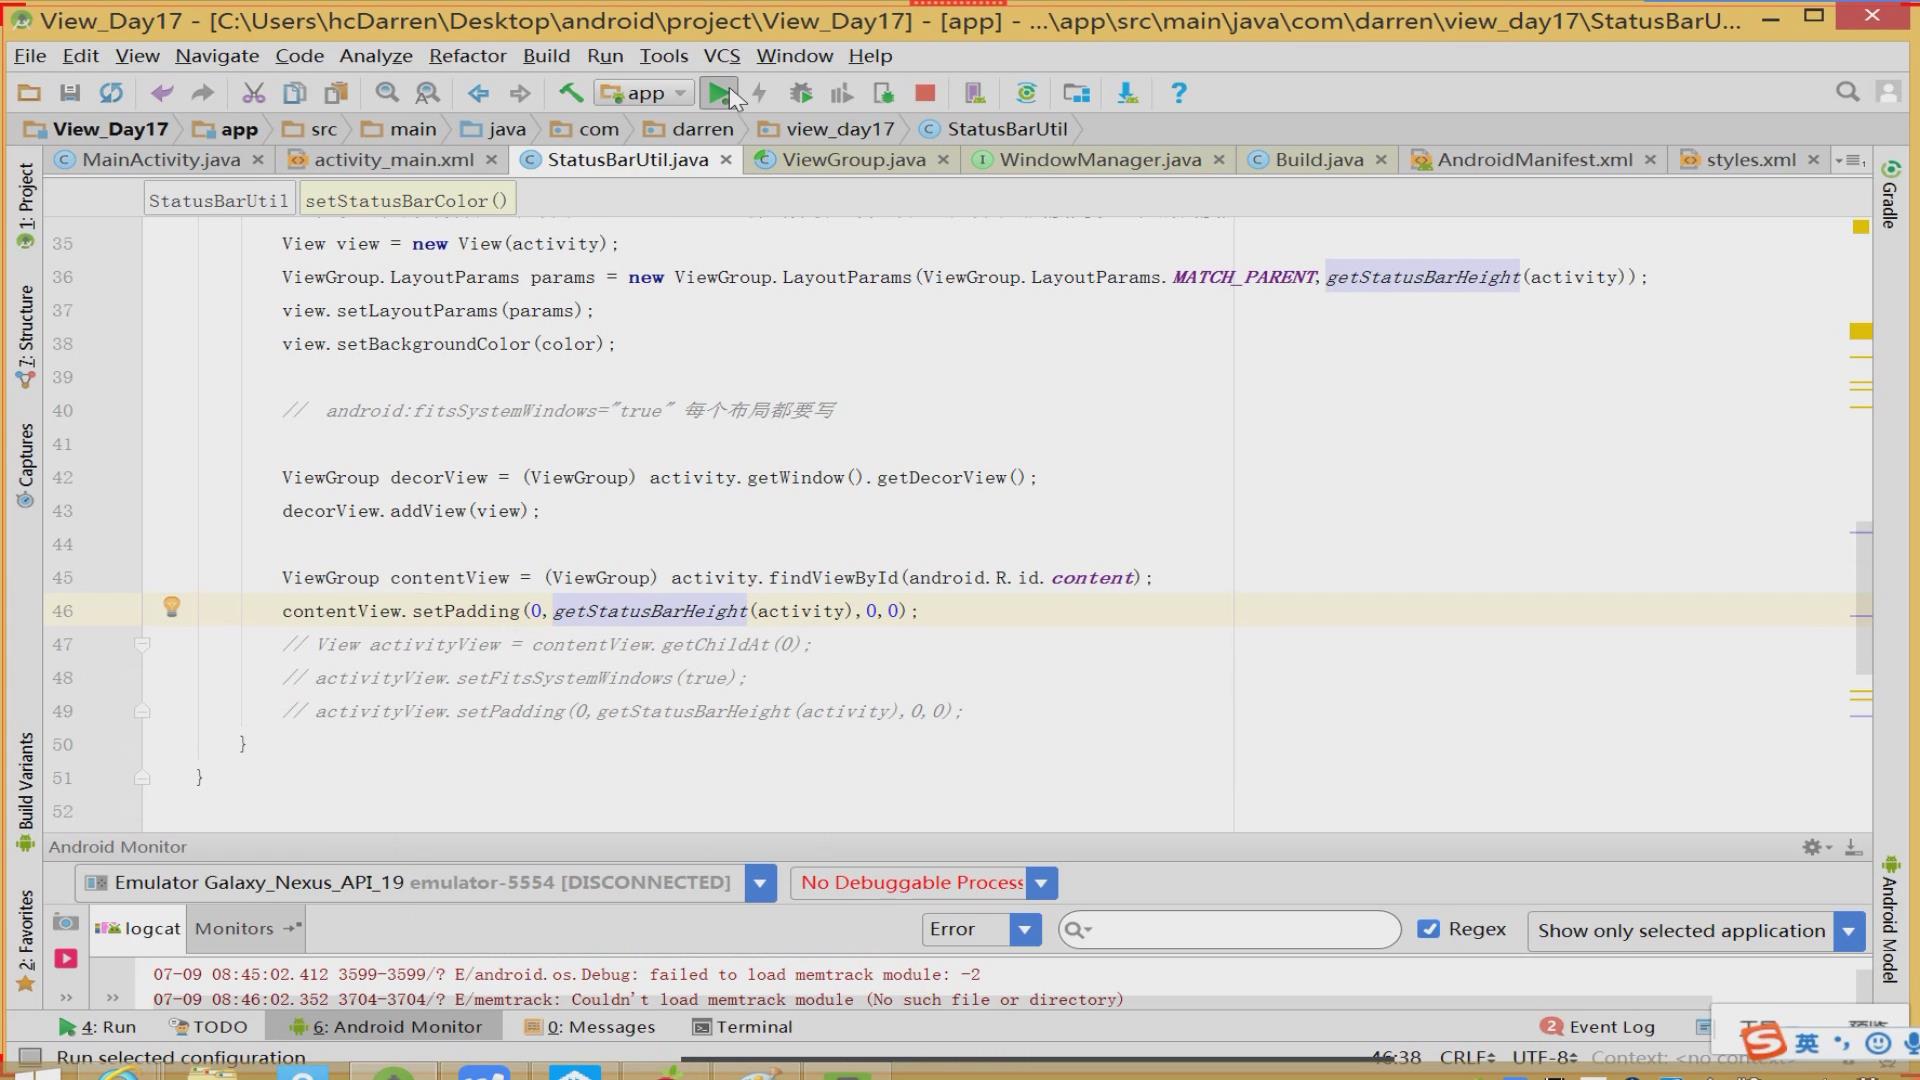 View_Day17 - [C:\Users\hcDarren\Desktop\android\project\View_Day17] - [app] - ...\app\src\main\java\com\darren\view_day17\StatusBarU...
File Edit View Navigate Code Analyze Refactor Build Run Tools VCS Window Help
app
View_Day17 app src main java com darren view_day17 StatusBarUtil
MainActivity.java activity_main.xml StatusBarUtil.java ViewGroup.java WindowManager.java Build.java AndroidManifest.xml styles.xml
StatusBarUtil setStatusBarColor()
35 View view = new View(activity);
36 ViewGroup.LayoutParams params = new ViewGroup.LayoutParams(ViewGroup.LayoutParams.MATCH_PARENT,getStatusBarHeight(activity));
37 view.setLayoutParams(params);
38 view.setBackgroundColor(color);
39
40 // android:fitsSystemWindows="true" 每个布局都要写
41
42 ViewGroup decorView = (ViewGroup) activity.getWindow().getDecorView();
43 decorView.addView(view);
44
45 ViewGroup contentView = (ViewGroup) activity.findViewById(android.R.id.content);
46 contentView.setPadding(0,getStatusBarHeight(activity),0,0);
47 // View activityView = contentView.getChildAt(0);
48 // activityView.setFitsSystemWindows(true);
49 // activityView.setPadding(0,getStatusBarHeight(activity),0,0);
50 }
51 }
52
1: Project
7: Structure
Captures
Build Variants
2: Favorites
Gradle
Android Model
Android Monitor
Emulator Galaxy_Nexus_API_19 emulator-5554 [DISCONNECTED] No Debuggable Process
logcat Monitors Error Regex Show only selected application
07-09 08:45:02.412 3599-3599/? E/android.os.Debug: failed to load memtrack module: -2
07-09 08:46:02.352 3704-3704/? E/memtrack: Couldn't load memtrack module (No such file or directory)
4: Run TODO 6: Android Monitor 0: Messages Terminal 2 Event Log
Run selected configuration 46:38 CRLF UTF-8 Context: <no context>
英